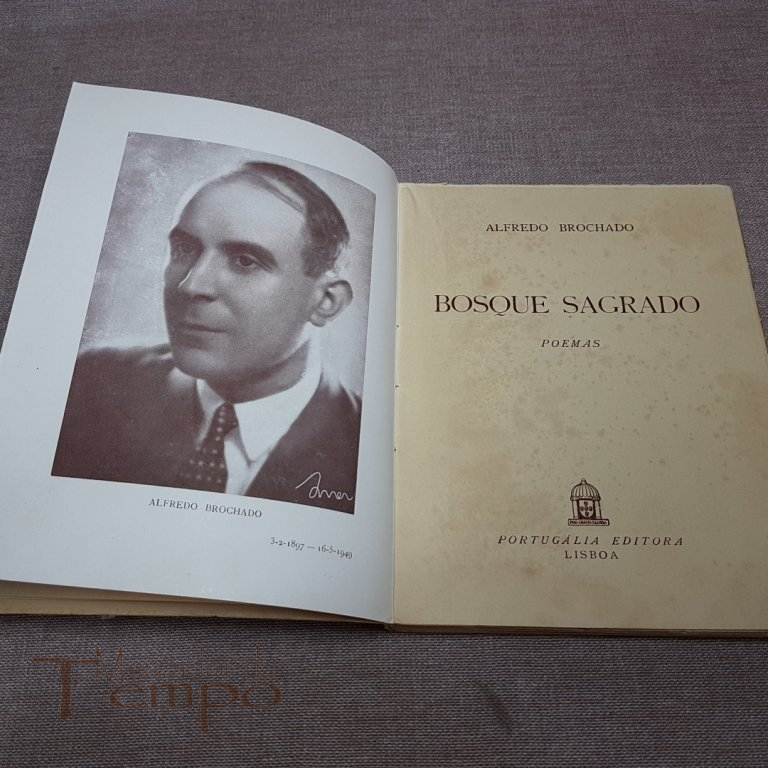 ALFREDO BROCHADO
3-2-1897 — 16-5-1949
ALFREDO BROCHADO
BOSQUE SAGRADO
POEMAS
PORTUGÁLIA EDITORA
LISBOA
Tempo